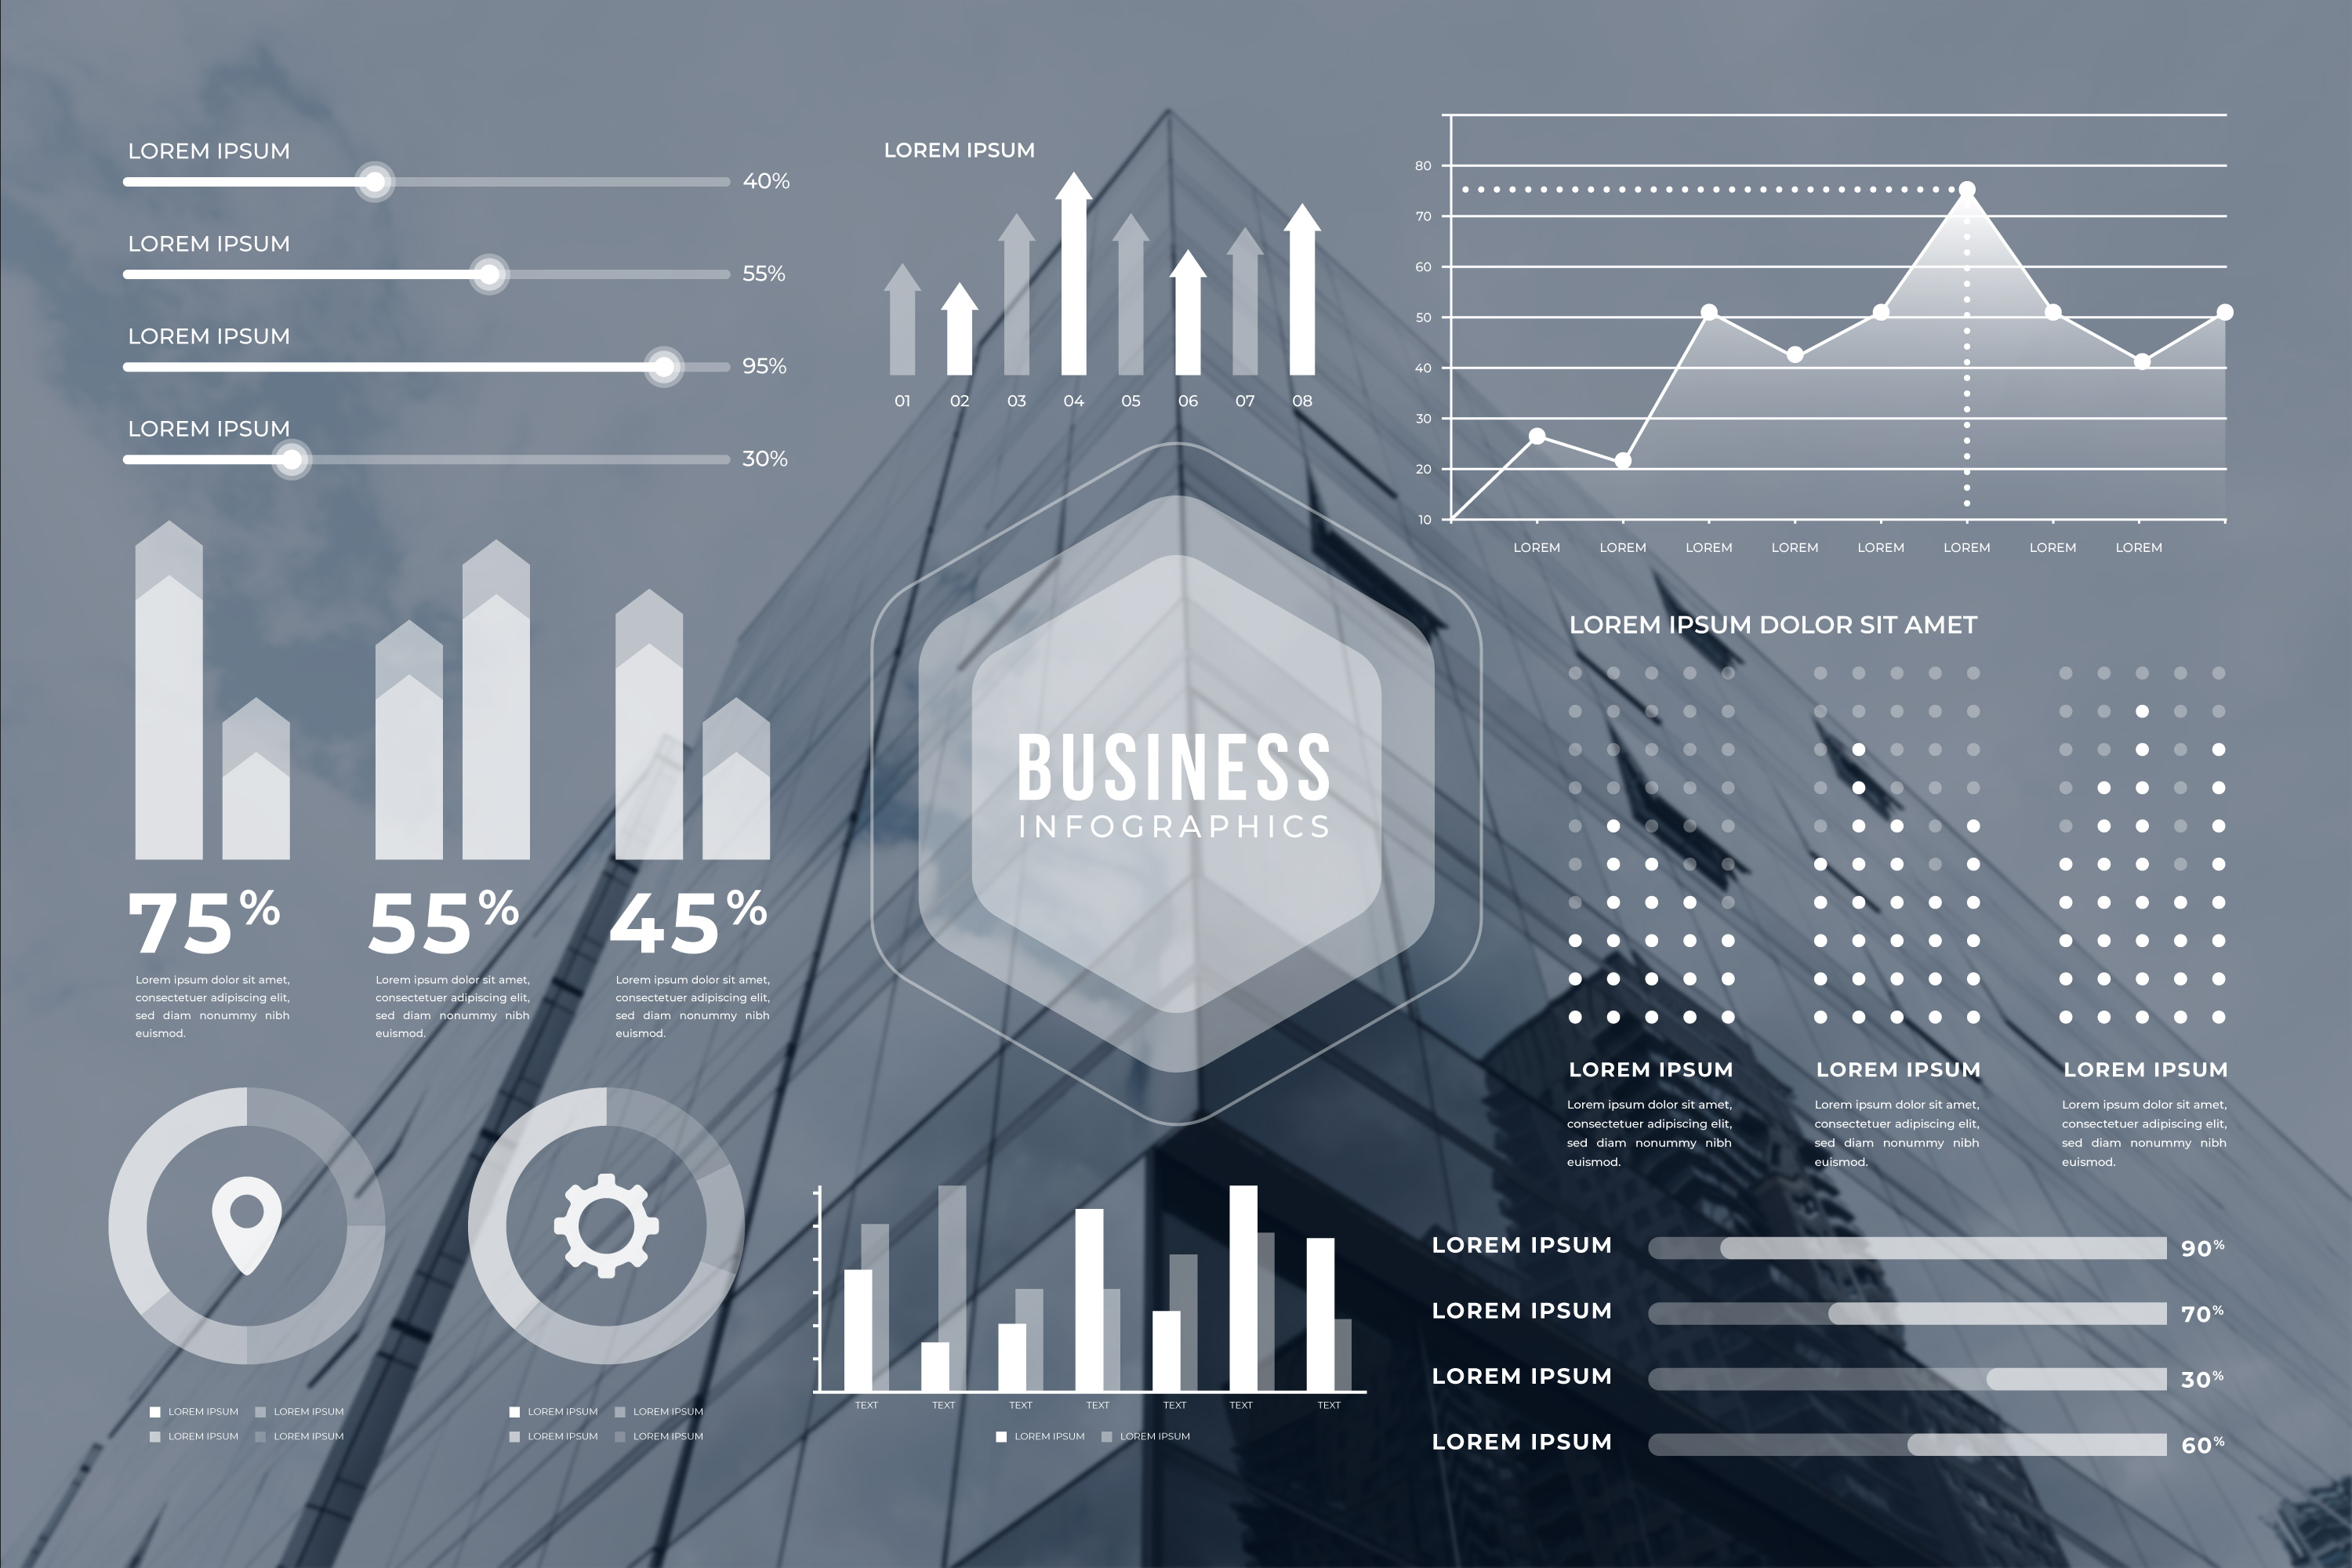 LOREM IPSUM
40%
LOREM IPSUM
55%
LOREM IPSUM
95%
LOREM IPSUM
30%
LOREM IPSUM
01 02 03 04 05 06 07 08
80
70
60
50
40
30
20
10
LOREM LOREM LOREM LOREM LOREM LOREM LOREM LOREM
75%
Lorem ipsum dolor sit amet,
consectetuer adipiscing elit,
sed diam nonummy nibh
euismod.
55%
Lorem ipsum dolor sit amet,
consectetuer adipiscing elit,
sed diam nonummy nibh
euismod.
45%
Lorem ipsum dolor sit amet,
consectetuer adipiscing elit,
sed diam nonummy nibh
euismod.
BUSINESS
INFOGRAPHICS
LOREM IPSUM DOLOR SIT AMET
LOREM IPSUM
Lorem ipsum dolor sit amet,
consectetuer adipiscing elit,
sed diam nonummy nibh
euismod.
LOREM IPSUM
Lorem ipsum dolor sit amet,
consectetuer adipiscing elit,
sed diam nonummy nibh
euismod.
LOREM IPSUM
Lorem ipsum dolor sit amet,
consectetuer adipiscing elit,
sed diam nonummy nibh
euismod.
LOREM IPSUM LOREM IPSUM
LOREM IPSUM LOREM IPSUM
LOREM IPSUM LOREM IPSUM
LOREM IPSUM LOREM IPSUM
TEXT TEXT TEXT TEXT TEXT TEXT TEXT
LOREM IPSUM LOREM IPSUM
LOREM IPSUM 90%
LOREM IPSUM 70%
LOREM IPSUM 30%
LOREM IPSUM 60%